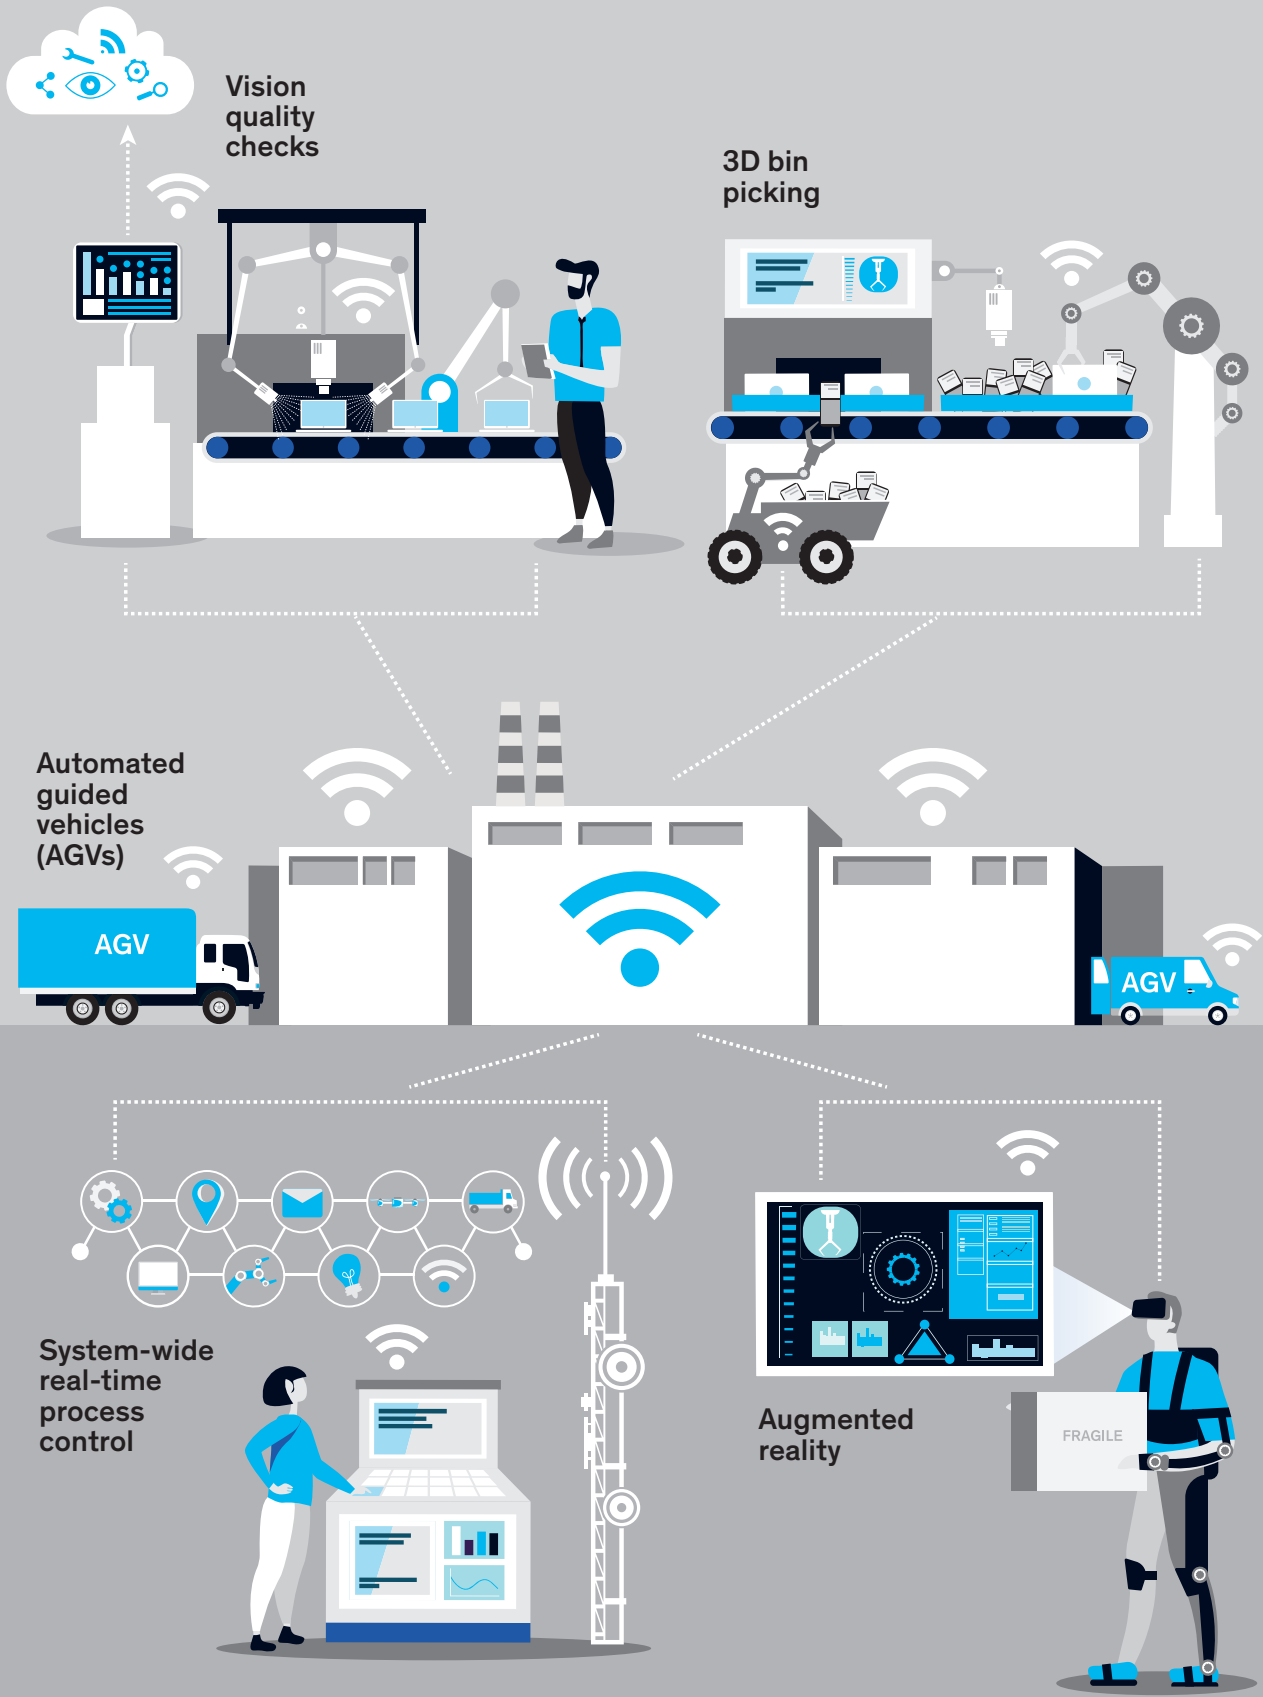 Vision
quality
checks
3D bin
picking
Automated
guided
vehicles
(AGVs)
AGV
AGV
System-wide
real-time
process
control
Augmented
reality
FRAGILE